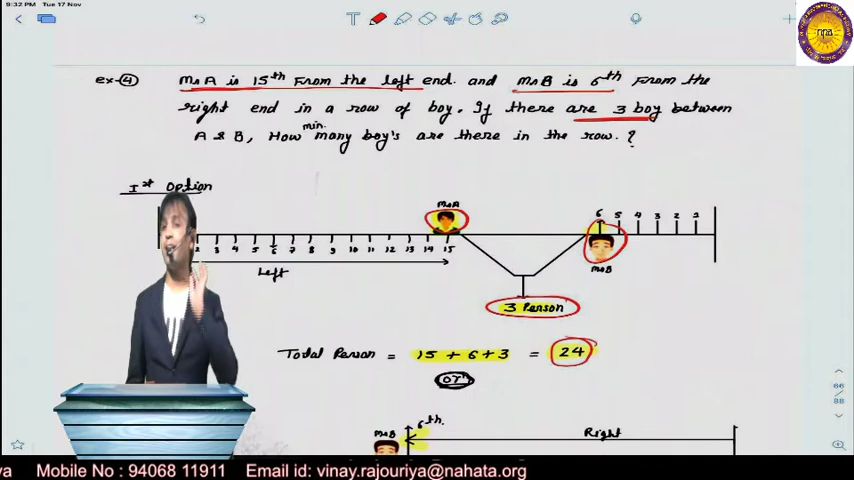 9:32 PM Tue 17 Nov
ex-④ Mr.A is 15th From the left end. and Mr.B is 6th From the
right end in a row of boy. If there are 3 boy between
A & B, How min. many boy's are there in the row. ?
Ist Option
Mr.A
6 5 4 3 2 1
2 3 4 5 6 7 8 9 10 11 12 13 14 15
Mr.B
Left
3 Person
Total Person = 15 + 6 + 3 = 24
or
6th.
Mr.B
Right
66
88
ya Mobile No : 94068 11911 Email id: vinay.rajouriya@nahata.org